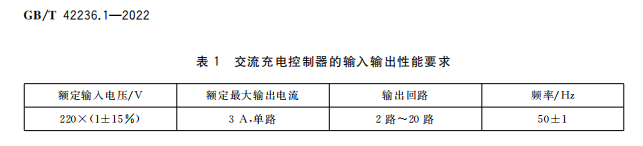 GB/T 42236.1—2022
表 1 交流充电控制器的输入输出性能要求
额定输入电压/V 额定最大输出电流 输出回路 频率/Hz
220×(1±15%) 3 A,单路 2 路～20 路 50±1